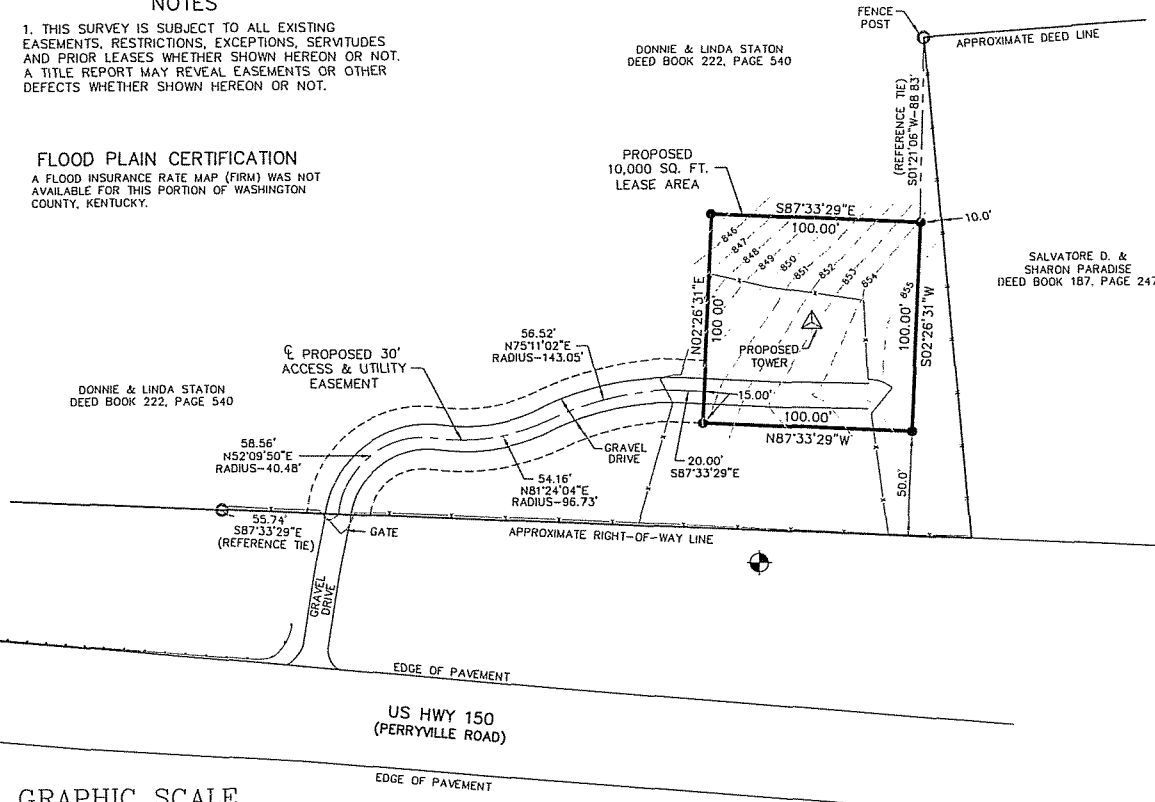 NOTES
1. THIS SURVEY IS SUBJECT TO ALL EXISTING
EASEMENTS, RESTRICTIONS, EXCEPTIONS, SERVITUDES
AND PRIOR LEASES WHETHER SHOWN HEREON OR NOT.
A TITLE REPORT MAY REVEAL EASEMENTS OR OTHER
DEFECTS WHETHER SHOWN HEREON OR NOT.
FLOOD PLAIN CERTIFICATION
A FLOOD INSURANCE RATE MAP (FIRM) WAS NOT
AVAILABLE FOR THIS PORTION OF WASHINGTON
COUNTY, KENTUCKY.
DONNIE & LINDA STATON
DEED BOOK 222, PAGE 540
FENCE
POST
APPROXIMATE DEED LINE
(REFERENCE TIE)
S01°21'06"W-88 83'
PROPOSED
10,000 SQ. FT.
LEASE AREA
S87°33'29"E
100.00'
10.0'
846
847
848
849
850
851
852
853
854
855
SALVATORE D. &
SHARON PARADISE
DEED BOOK 187, PAGE 247
N02°26'31"E
100 00'
100.00'
S02°26'31"W
PROPOSED
TOWER
56.52'
N75°11'02"E
RADIUS-143.05'
℄ PROPOSED 30'
ACCESS & UTILITY
EASEMENT
DONNIE & LINDA STATON
DEED BOOK 222, PAGE 540
15.00'
100.00'
N87°33'29"W
58.56'
N52°09'50"E
RADIUS-40.48'
GRAVEL
DRIVE
20.00'
S87°33'29"E
54.16'
N81°24'04"E
RADIUS-96.73'
50.0'
55.74'
S87°33'29"E
(REFERENCE TIE)
GATE
APPROXIMATE RIGHT-OF-WAY LINE
GRAVEL
DRIVE
EDGE OF PAVEMENT
US HWY 150
(PERRYVILLE ROAD)
EDGE OF PAVEMENT
GRAPHIC SCALE